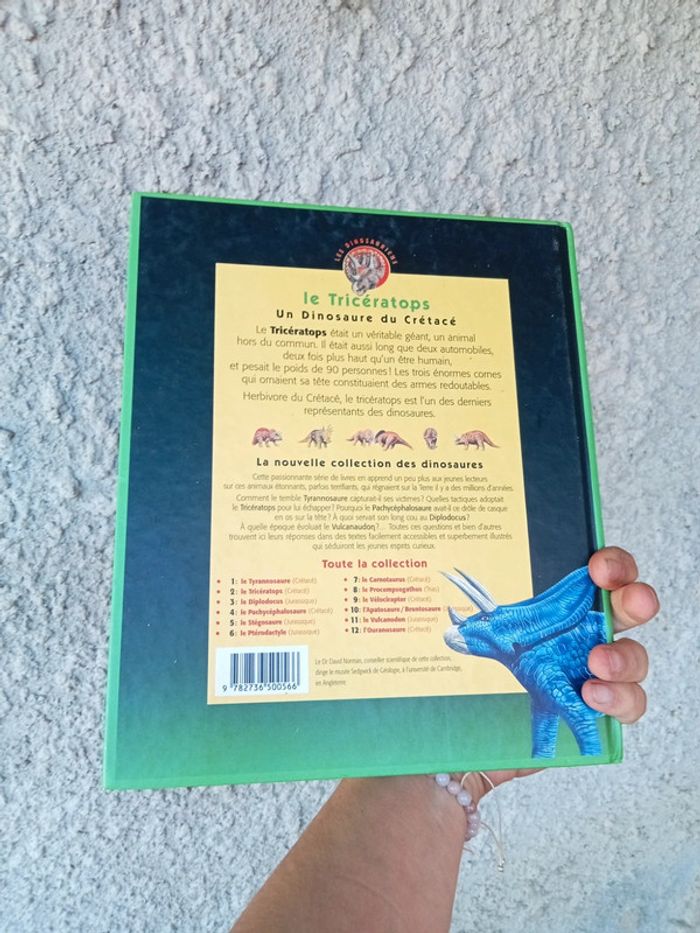 LES DINOSAURIENS
le Tricératops
Un Dinosaure du Crétacé
Le Tricératops était un véritable géant, un animal
hors du commun. Il était aussi long que deux automobiles,
deux fois plus haut qu'un être humain,
et pesait le poids de 90 personnes ! Les trois énormes cornes
qui ornaient sa tête constituaient des armes redoutables.
Herbivore du Crétacé, le tricératops est l'un des derniers
représentants des dinosaures.
La nouvelle collection des dinosaures
Cette passionnante série de livres en apprend un peu plus aux jeunes lecteurs
sur ces animaux étonnants, parfois terrifiants, qui régnaient sur la Terre il y a des millions d'années.
Comment le terrible Tyrannosaure capturait-il ses victimes ? Quelles tactiques adoptait
le Tricératops pour lui échapper ? Pourquoi le Pachycéphalosaure avait-il ce drôle de casque
en os sur la tête ? À quoi servait son long cou au Diplodocus ?
À quelle époque évoluait le Vulcanaudon ?... Toutes ces questions et bien d'autres
trouvent ici leurs réponses dans des textes facilement accessibles et superbement illustrés
qui séduiront les jeunes esprits curieux.
Toute la collection
1 : le Tyrannosaure (Crétacé)
2 : le Tricératops (Crétacé)
3 : le Diplodocus (Jurassique)
4 : le Pachycéphalosaure (Crétacé)
5 : le Stégosaure (Jurassique)
6 : le Ptérodactyle (Jurassique)
7 : le Carnotaurus (Crétacé)
8 : le Procompsognathus (Trias)
9 : le Vélociraptor (Crétacé)
10 : l'Apatosaure / Brontosaure (Jurassique)
11 : le Vulcanodon (Jurassique)
12 : l'Ouranosaure (Crétacé)
Le Dr David Norman, conseiller scientifique de cette collection,
dirige le musée Sedgwick de Géologie, à l'université de Cambridge,
en Angleterre.
9 782736 500566